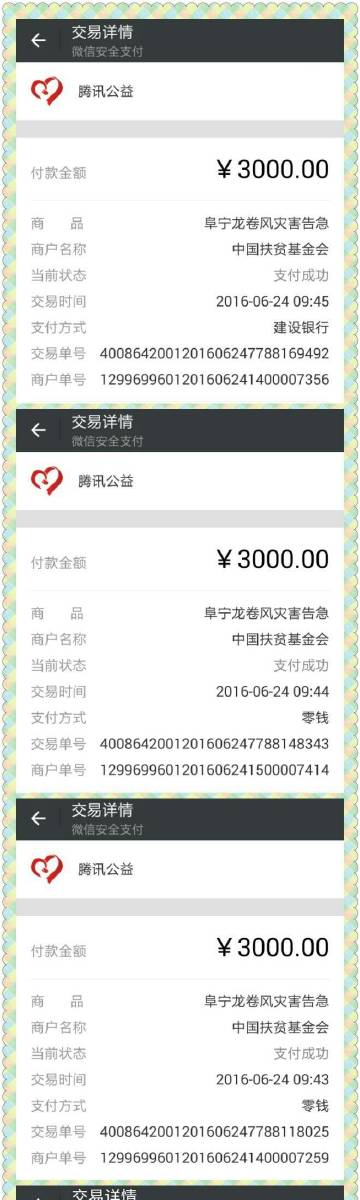 交易详情
微信安全支付
腾讯公益
付款金额 ￥3000.00
商 品 阜宁龙卷风灾害告急
商户名称 中国扶贫基金会
当前状态 支付成功
交易时间 2016-06-24 09:45
支付方式 建设银行
交易单号 4008642001201606247788169492
商户单号 1299699601201606241400007356
交易详情
微信安全支付
腾讯公益
付款金额 ￥3000.00
商 品 阜宁龙卷风灾害告急
商户名称 中国扶贫基金会
当前状态 支付成功
交易时间 2016-06-24 09:44
支付方式 零钱
交易单号 4008642001201606247788148343
商户单号 1299699601201606241500007414
交易详情
微信安全支付
腾讯公益
付款金额 ￥3000.00
商 品 阜宁龙卷风灾害告急
商户名称 中国扶贫基金会
当前状态 支付成功
交易时间 2016-06-24 09:43
支付方式 零钱
交易单号 4008642001201606247788118025
商户单号 1299699601201606241400007259
交易详情